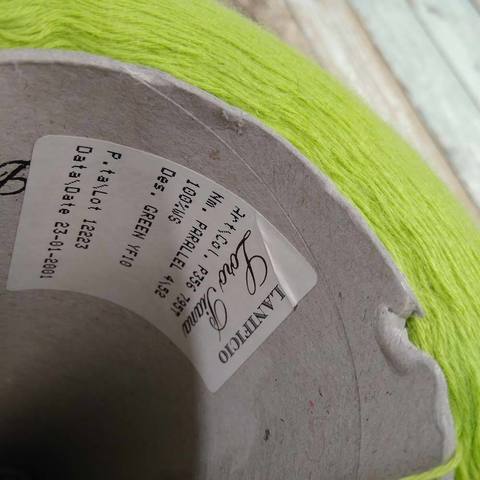 LANIFICIO
Loro Piana
Art\Col. P356 795T
Nm. PARALLEL 4\52
100%WS
Des. GREEN YF10
P.ta\Lot 12223
Data\Date 23-01-2001